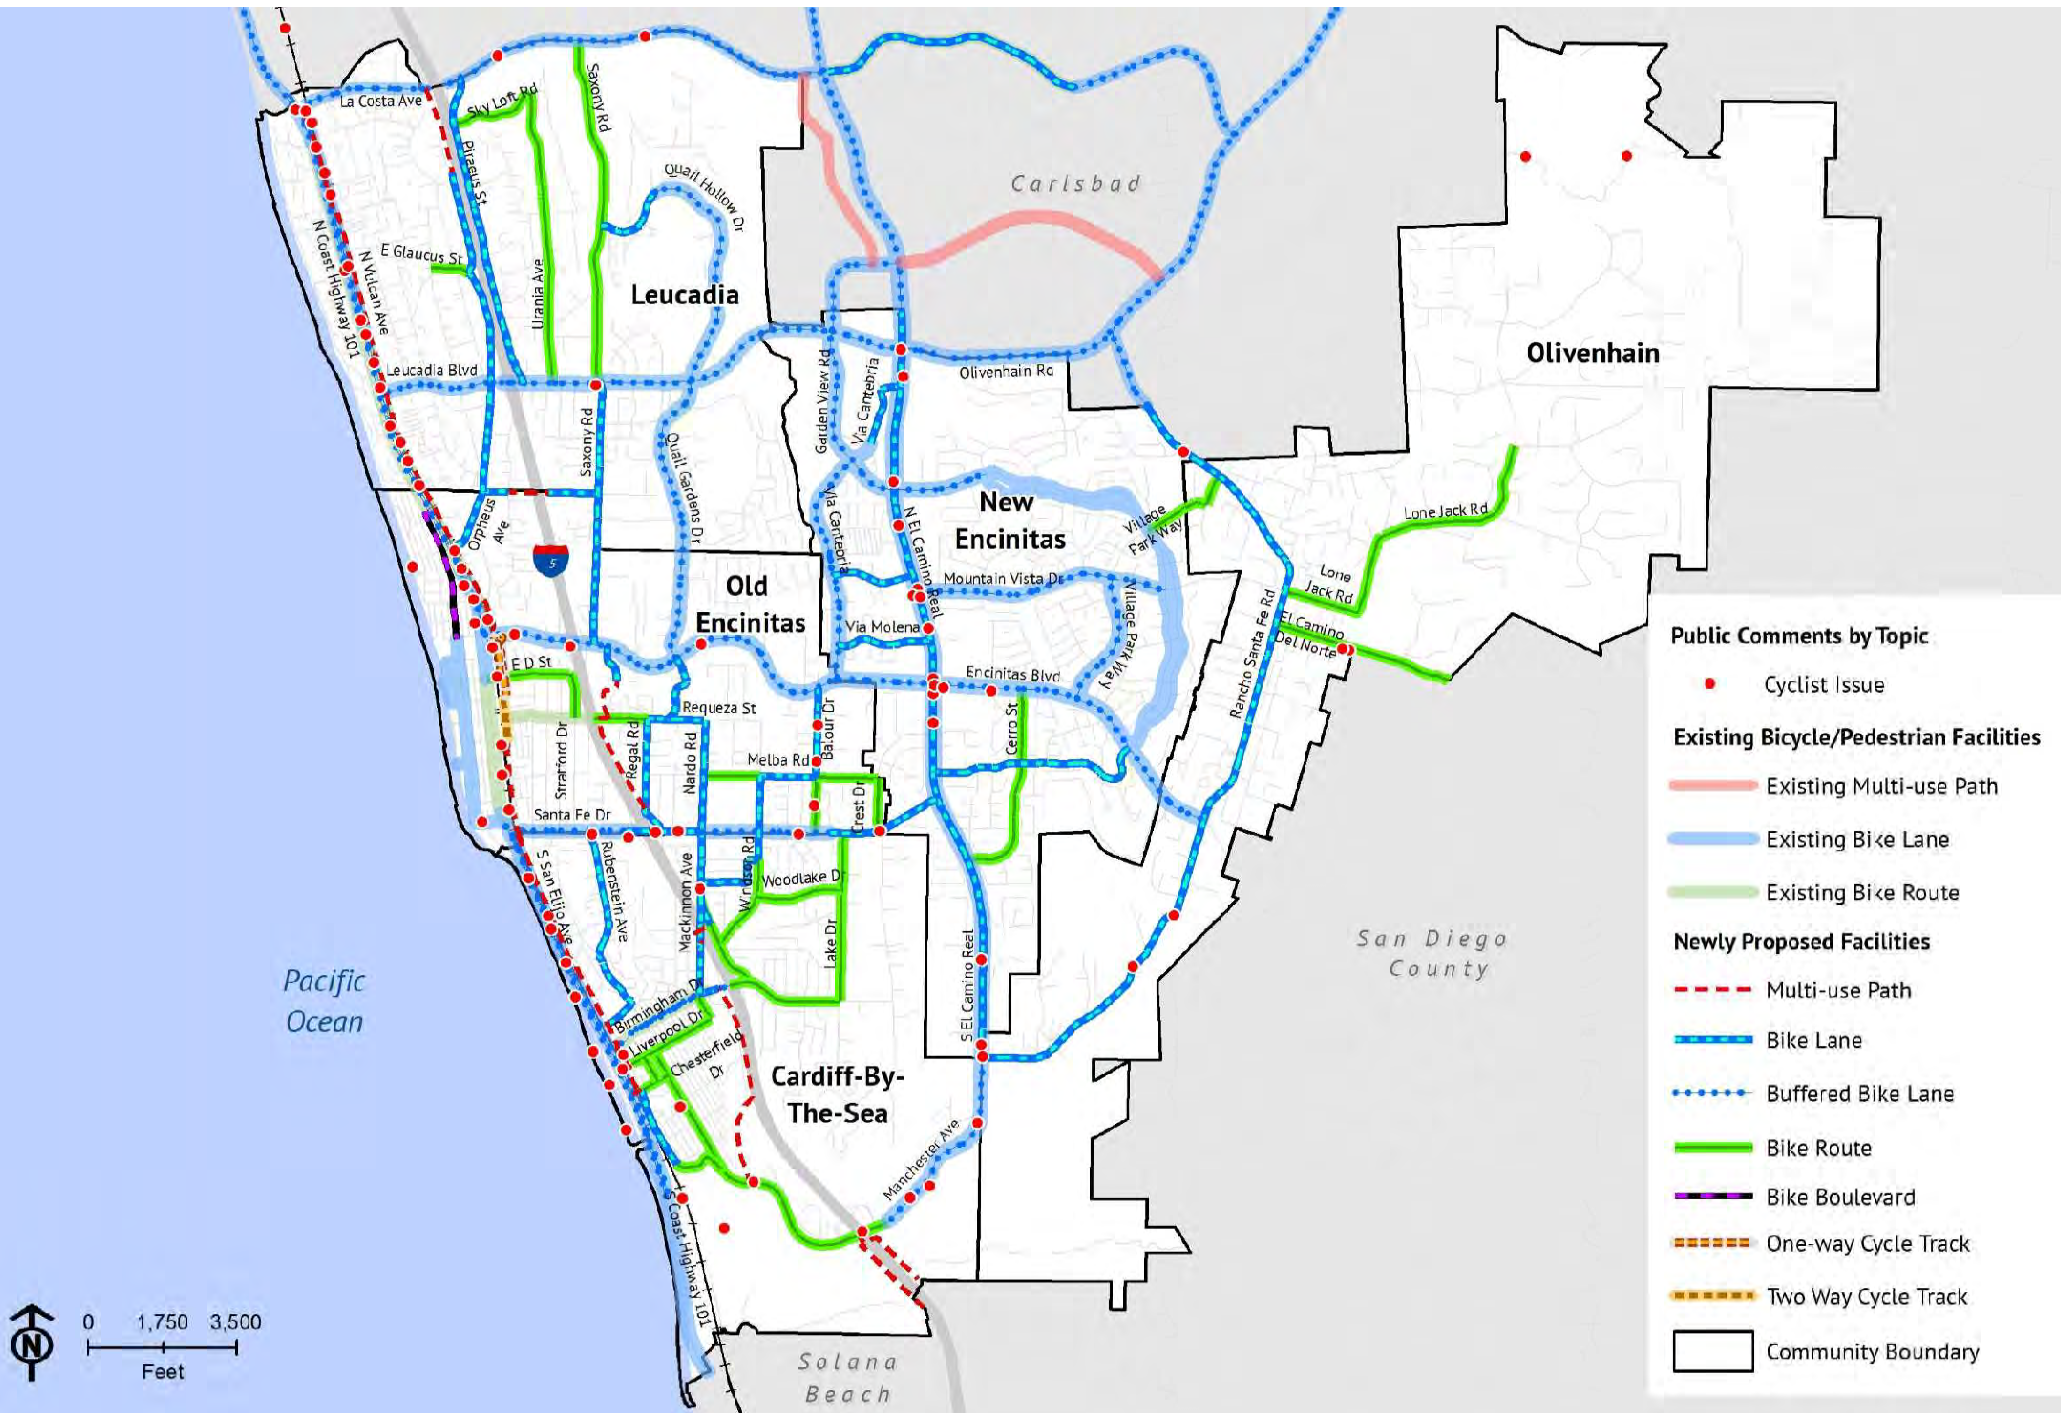 La Costa Ave
Sky Loft Rd
Saxony Rd
Piraeus St
Quail Hollow Dr
Carlsbad
N Coast Highway 101
N Vulcan Ave
E Glaucus St
Urania Ave
Leucadia
Olivenhain
Leucadia Blvd
Garden View Rd
Via Cantebria
Olivenhain Rd
Saxony Rd
Quail Gardens Dr
Via Cantebria
N El Camino Real
New
Encinitas
Village
Park Way
Lone Jack Rd
Orpheus
Ave
5
Old
Encinitas
Mountain Vista Dr
Village Park Way
Lone
Jack Rd
El Camino
Del Norte
Rancho Santa Fe Rd
Via Molena
E D St
Encinitas Blvd
Requeza St
Stratford Dr
Regal Rd
Nardo Rd
Balour Dr
Cerro St
Melba Rd
Crest Dr
Santa Fe Dr
S San Elijo Ave
Rubenstein Ave
Mackinnon Ave
Windsor Rd
Woodlake Dr
Lake Dr
S El Camino Real
San Diego
County
Pacific
Ocean
Birmingham Dr
Liverpool Dr
Chesterfield
Dr
Cardiff-By-
The-Sea
Manchester Ave
S Coast Highway 101
Solana
Beach
N
0 1,750 3,500
Feet
Public Comments by Topic
Cyclist Issue
Existing Bicycle/Pedestrian Facilities
Existing Multi-use Path
Existing Bike Lane
Existing Bike Route
Newly Proposed Facilities
Multi-use Path
Bike Lane
Buffered Bike Lane
Bike Route
Bike Boulevard
One-way Cycle Track
Two Way Cycle Track
Community Boundary